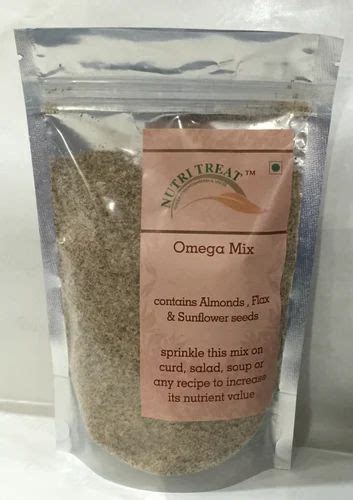 NUTRI TREAT™
Omega Mix
contains Almonds , Flax
& Sunflower seeds
sprinkle this mix on
curd, salad, soup or
any recipe to increase
its nutrient value